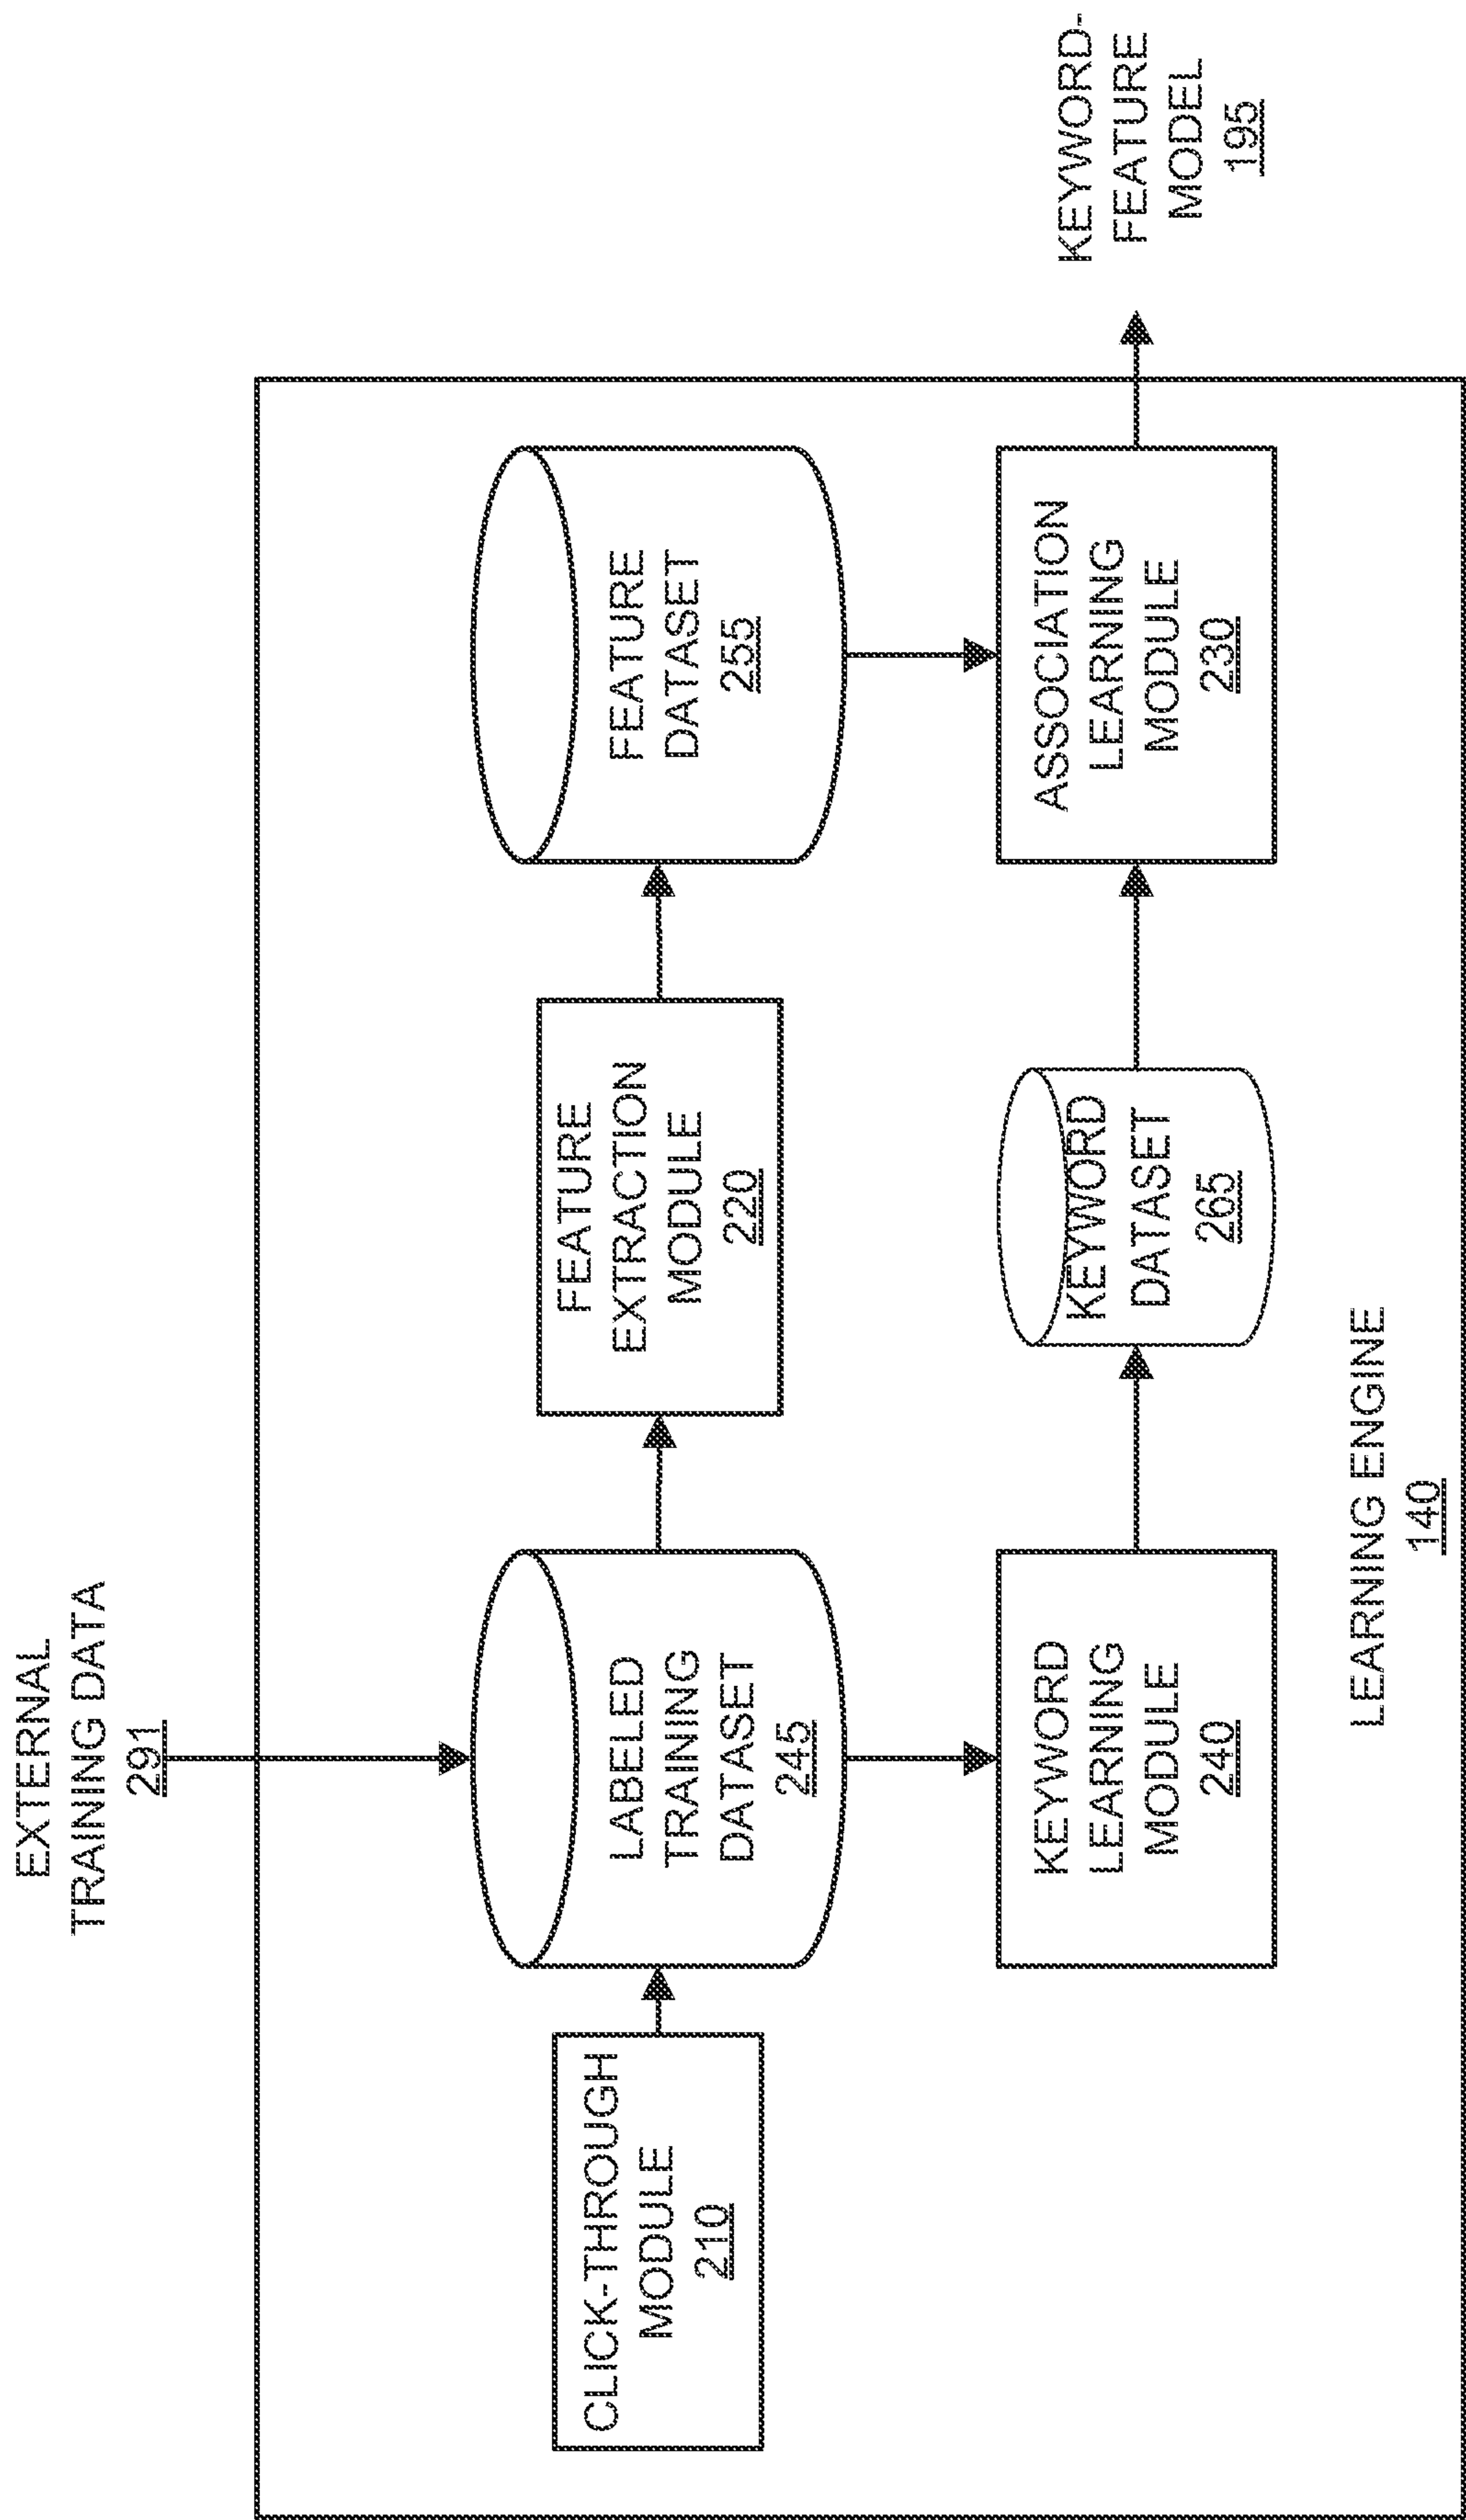 EXTERNAL
TRAINING DATA
291
CLICK-THROUGH
MODULE
210
LABELED
TRAINING
DATASET
245
FEATURE
EXTRACTION
MODULE
220
FEATURE
DATASET
255
KEYWORD
LEARNING
MODULE
240
KEYWORD
DATASET
265
ASSOCIATION
LEARNING
MODULE
230
KEYWORD-
FEATURE
MODEL
195
LEARNING ENGINE
140